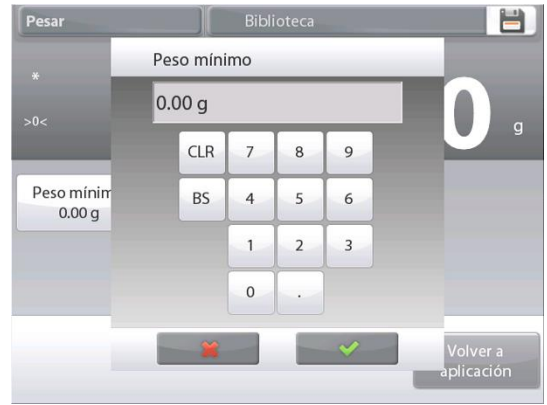 Pesar
Biblioteca
Peso mínimo
*
>0<
0.00 g
0 g
CLR 7 8 9
BS 4 5 6
1 2 3
0 .
Peso mínim
0.00 g
Volver a
aplicación